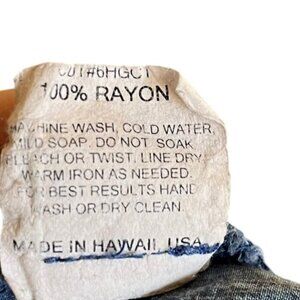 CUT#6HGC1
100% RAYON
MACHINE WASH, COLD WATER,
MILD SOAP. DO NOT SOAK
BLEACH OR TWIST. LINE DRY
WARM IRON AS NEEDED.
FOR BEST RESULTS HAND
WASH OR DRY CLEAN.
MADE IN HAWAII, USA